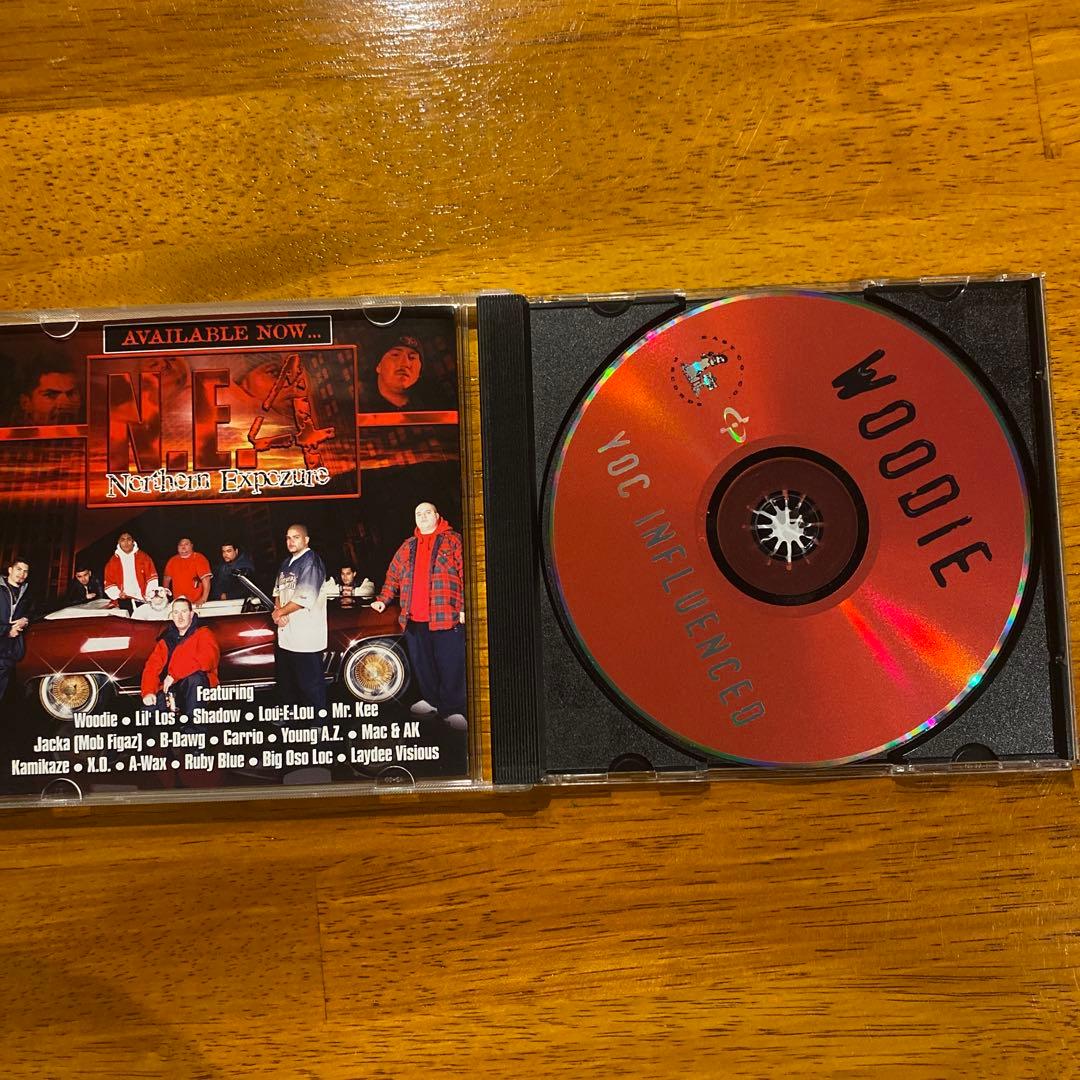 AVAILABLE NOW...
N.E.
Northern Expozure
Featuring
Woodie • Lil' Los • Shadow • Lou-E-Lou • Mr. Kee
Jacka (Mob Figaz) • B-Dawg • Carrio • Young A.Z. • Mac & AK
Kamikaze • X.O. • A-Wax • Ruby Blue • Big Oso Loc • Laydee Visious
WOODIE
YOC INFLUENCED